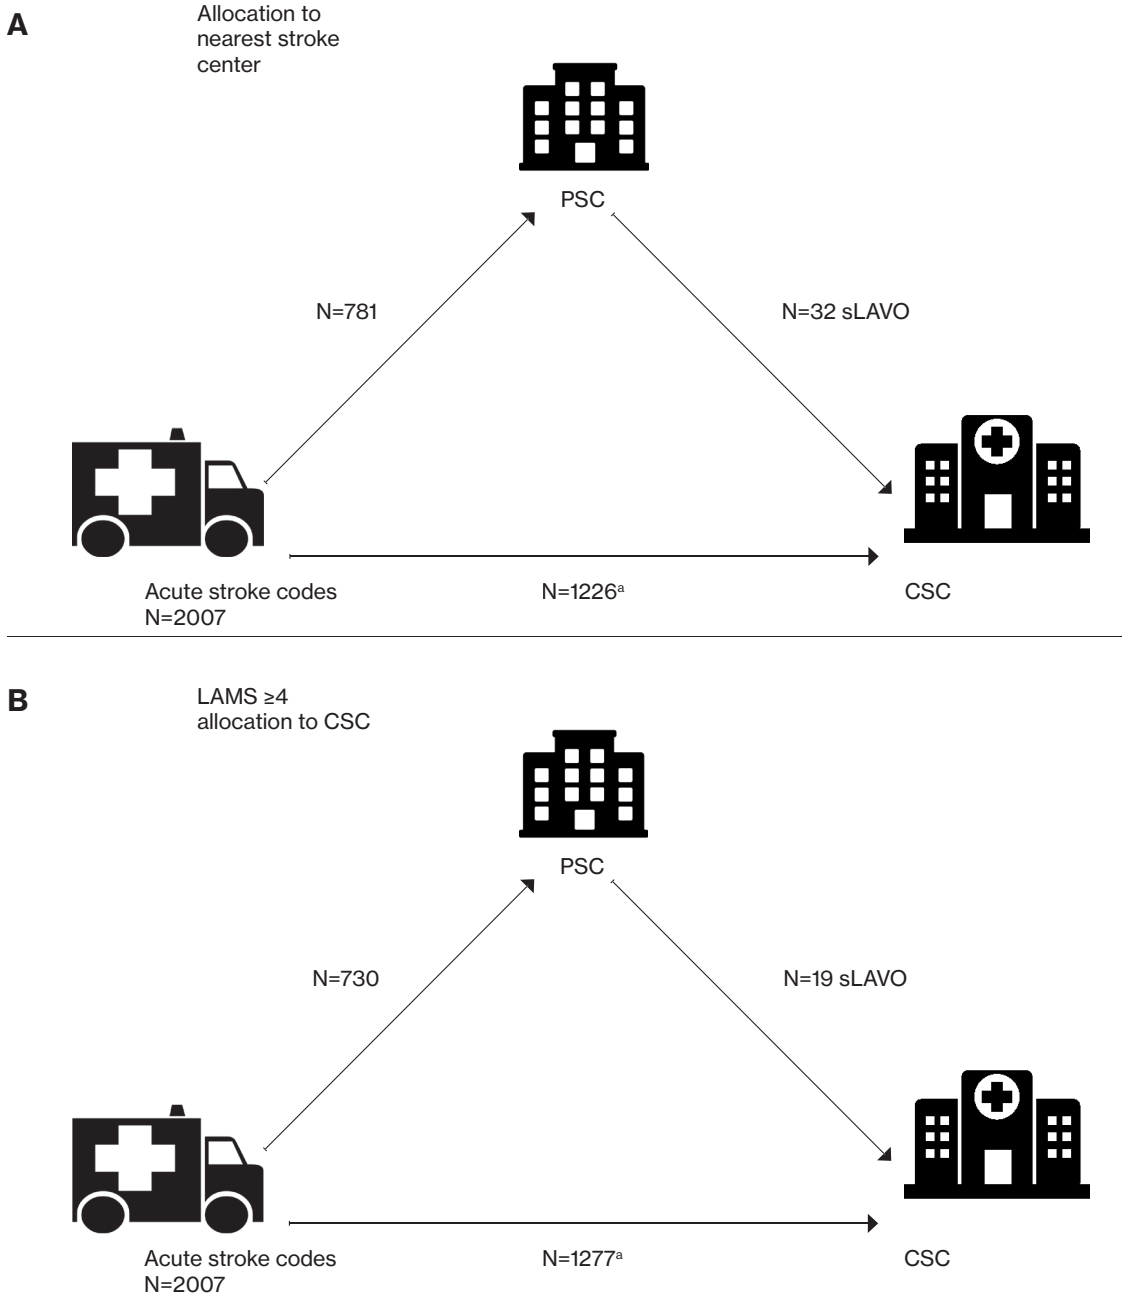 A
Allocation to
nearest stroke
center
PSC
N=781
N=32 sLAVO
Acute stroke codes
N=2007
N=1226ᵃ
CSC
B
LAMS ≥4
allocation to CSC
PSC
N=730
N=19 sLAVO
Acute stroke codes
N=2007
N=1277ᵃ
CSC